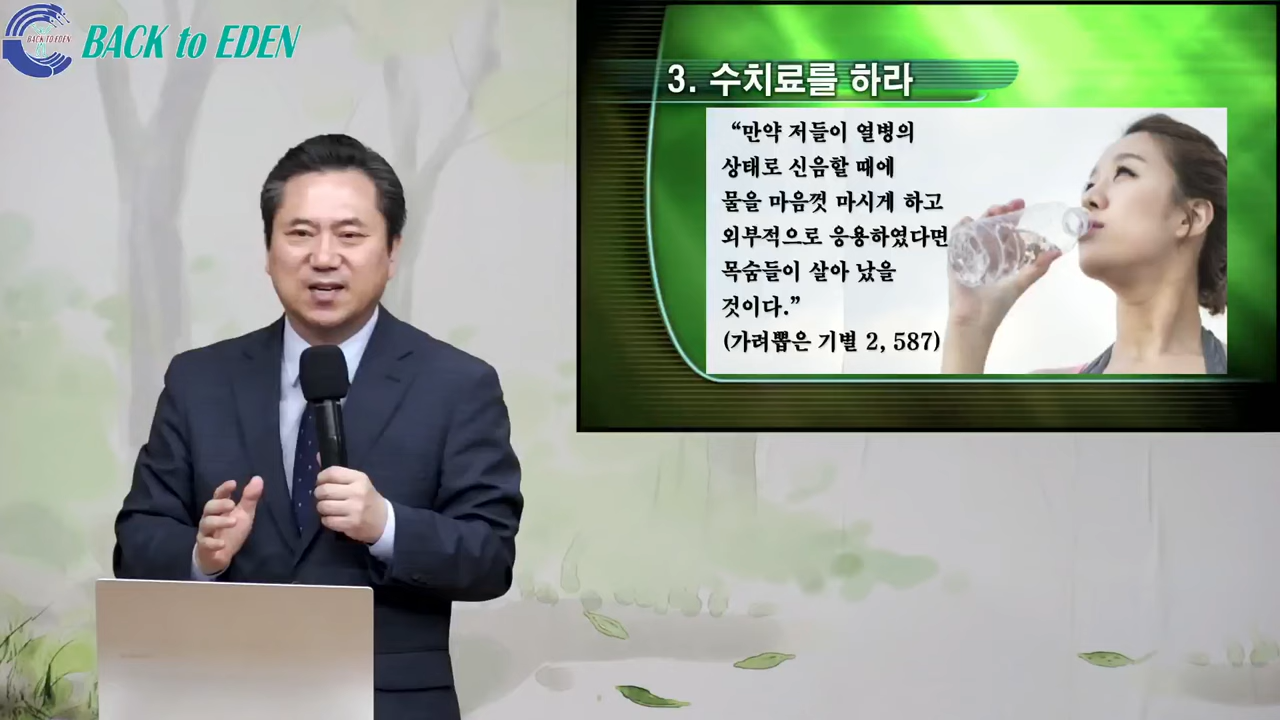 BACK TO EDEN
BACK to EDEN
3. 수치료를 하라
“만약 저들이 열병의
상태로 신음할 때에
물을 마음껏 마시게 하고
외부적으로 응용하였다면
목숨들이 살아 났을
것이다.”
(가려뽑은 기별 2, 587)